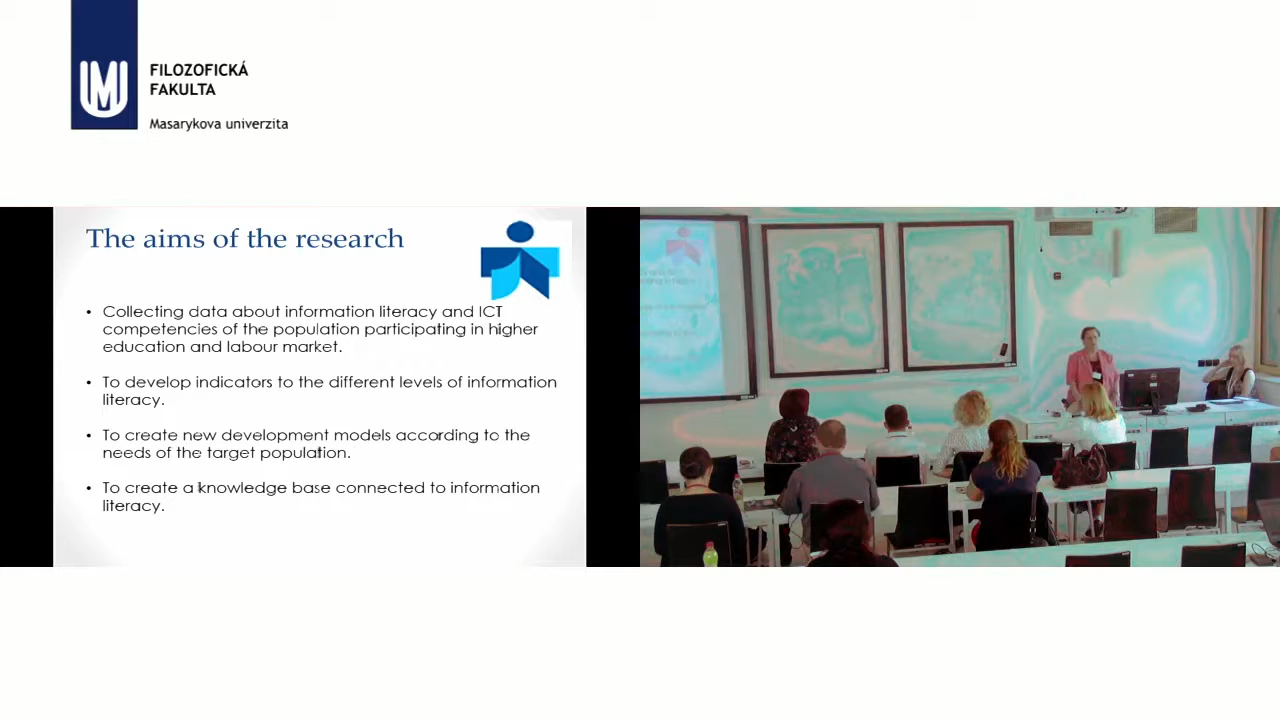 FILOZOFICKÁ
FAKULTA
Masarykova univerzita
The aims of the research
• Collecting data about information literacy and ICT
competencies of the population participating in higher
education and labour market.
• To develop indicators to the different levels of information
literacy.
• To create new development models according to the
needs of the target population.
• To create a knowledge base connected to information
literacy.